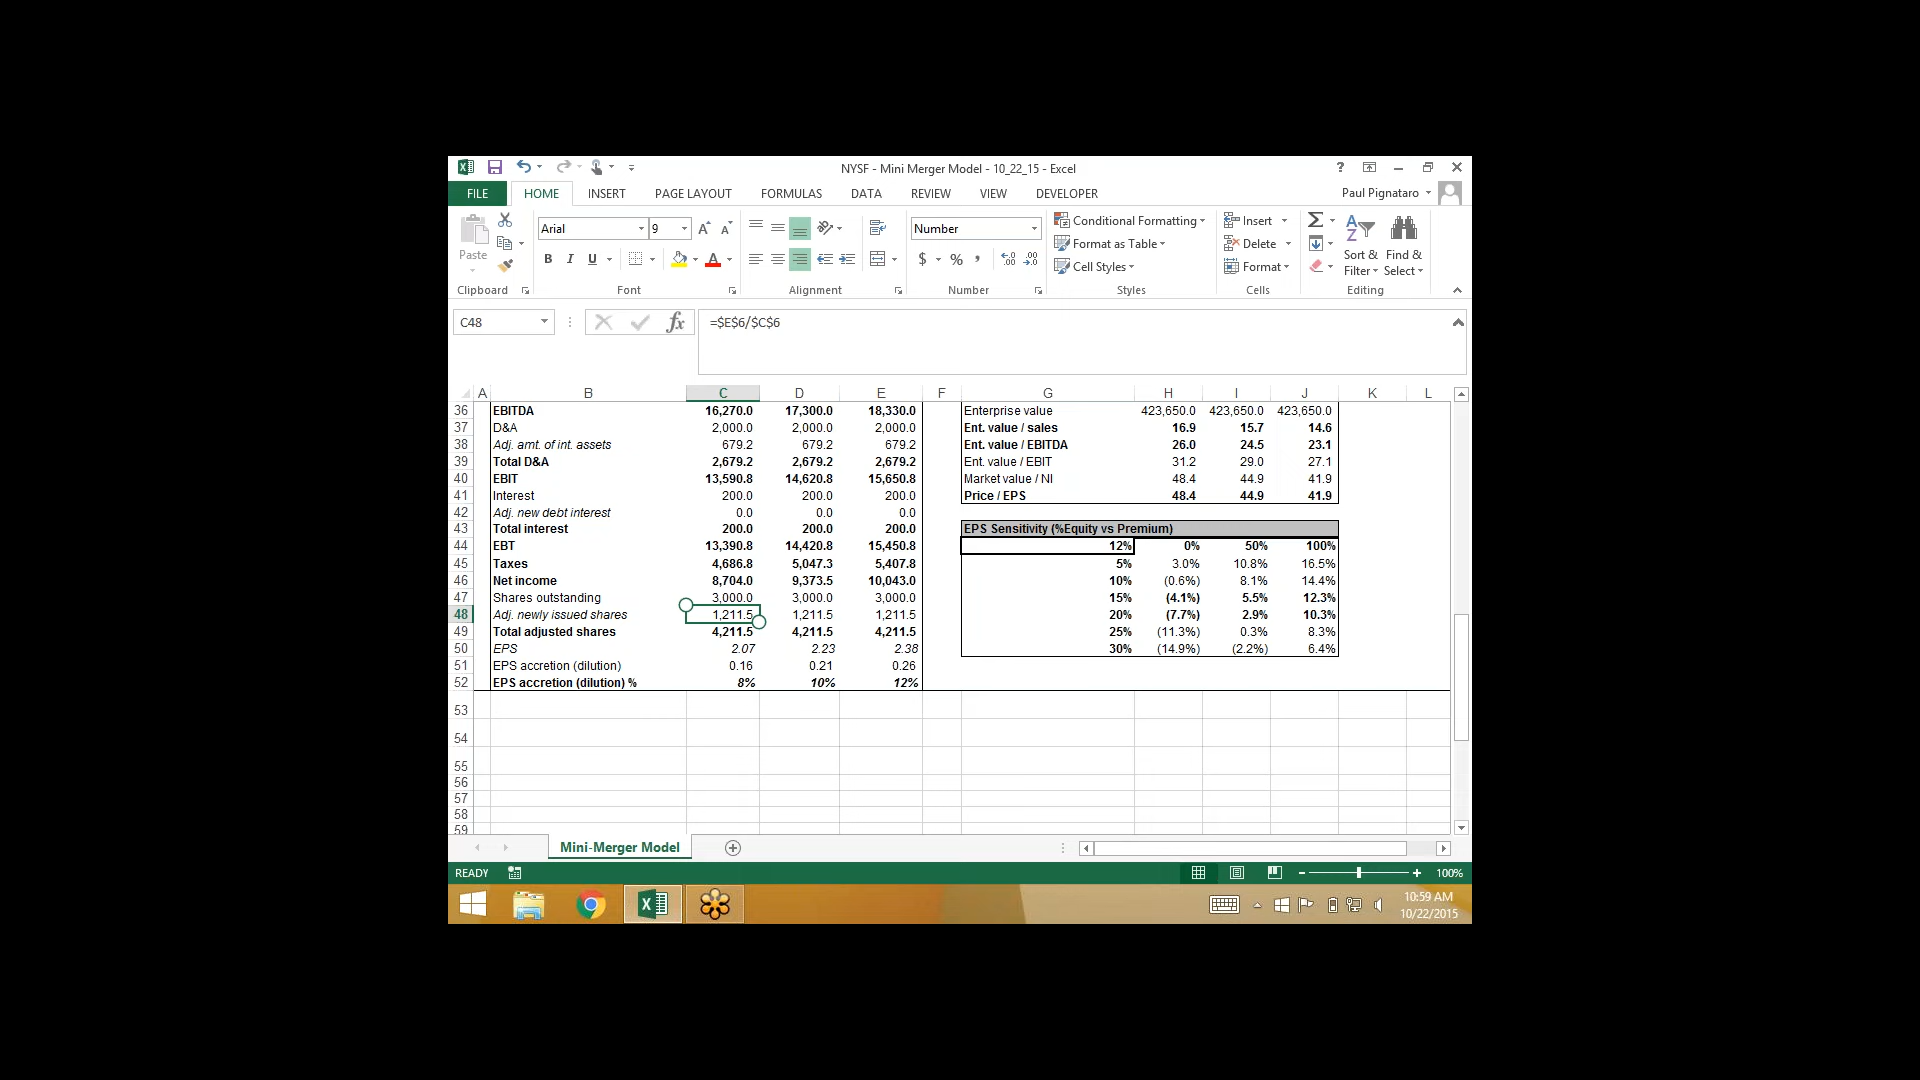 NYSF - Mini Merger Model - 10_22_15 - Excel
FILE HOME INSERT PAGE LAYOUT FORMULAS DATA REVIEW VIEW DEVELOPER Paul Pignataro
Paste
Clipboard
Arial 9
B I U
Font
Alignment
Number
$ % ,
Number
Conditional Formatting
Format as Table
Cell Styles
Styles
Insert
Delete
Format
Cells
Sort & Filter
Find & Select
Editing
C48 fx =$E$6/$C$6
A B C D E F G H I J K L
36 EBITDA 16,270.0 17,300.0 18,330.0 Enterprise value 423,650.0 423,650.0 423,650.0
37 D&A 2,000.0 2,000.0 2,000.0 Ent. value / sales 16.9 15.7 14.6
38 Adj. amt. of int. assets 679.2 679.2 679.2 Ent. value / EBITDA 26.0 24.5 23.1
39 Total D&A 2,679.2 2,679.2 2,679.2 Ent. value / EBIT 31.2 29.0 27.1
40 EBIT 13,590.8 14,620.8 15,650.8 Market value / NI 48.4 44.9 41.9
41 Interest 200.0 200.0 200.0 Price / EPS 48.4 44.9 41.9
42 Adj. new debt interest 0.0 0.0 0.0
43 Total interest 200.0 200.0 200.0 EPS Sensitivity (%Equity vs Premium)
44 EBT 13,390.8 14,420.8 15,450.8 12% 0% 50% 100%
45 Taxes 4,686.8 5,047.3 5,407.8 5% 3.0% 10.8% 16.5%
46 Net income 8,704.0 9,373.5 10,043.0 10% (0.6%) 8.1% 14.4%
47 Shares outstanding 3,000.0 3,000.0 3,000.0 15% (4.1%) 5.5% 12.3%
48 Adj. newly issued shares 1,211.5 1,211.5 1,211.5 20% (7.7%) 2.9% 10.3%
49 Total adjusted shares 4,211.5 4,211.5 4,211.5 25% (11.3%) 0.3% 8.3%
50 EPS 2.07 2.23 2.38 30% (14.9%) (2.2%) 6.4%
51 EPS accretion (dilution) 0.16 0.21 0.26
52 EPS accretion (dilution) % 8% 10% 12%
53
54
55
56
57
58
59
Mini-Merger Model
READY 100%
10:59 AM
10/22/2015